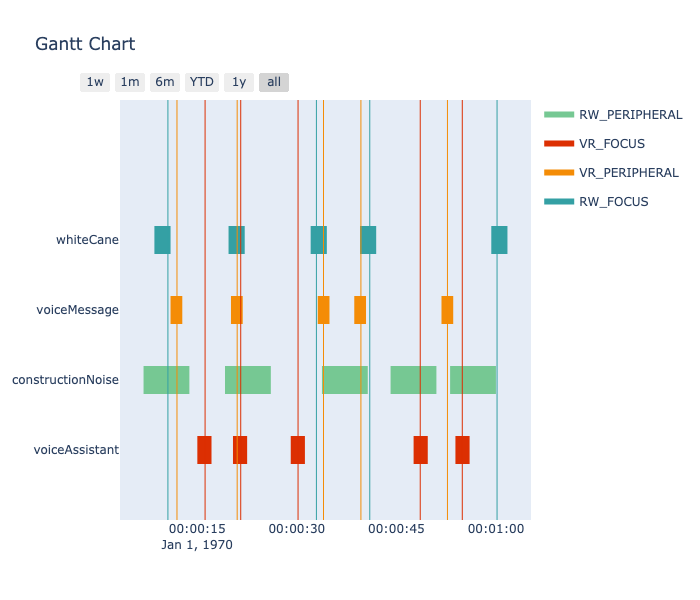 Gantt Chart
1w 1m 6m YTD 1y all
RW_PERIPHERAL
VR_FOCUS
VR_PERIPHERAL
RW_FOCUS
whiteCane
voiceMessage
constructionNoise
voiceAssistant
00:00:15 00:00:30 00:00:45 00:01:00
Jan 1, 1970